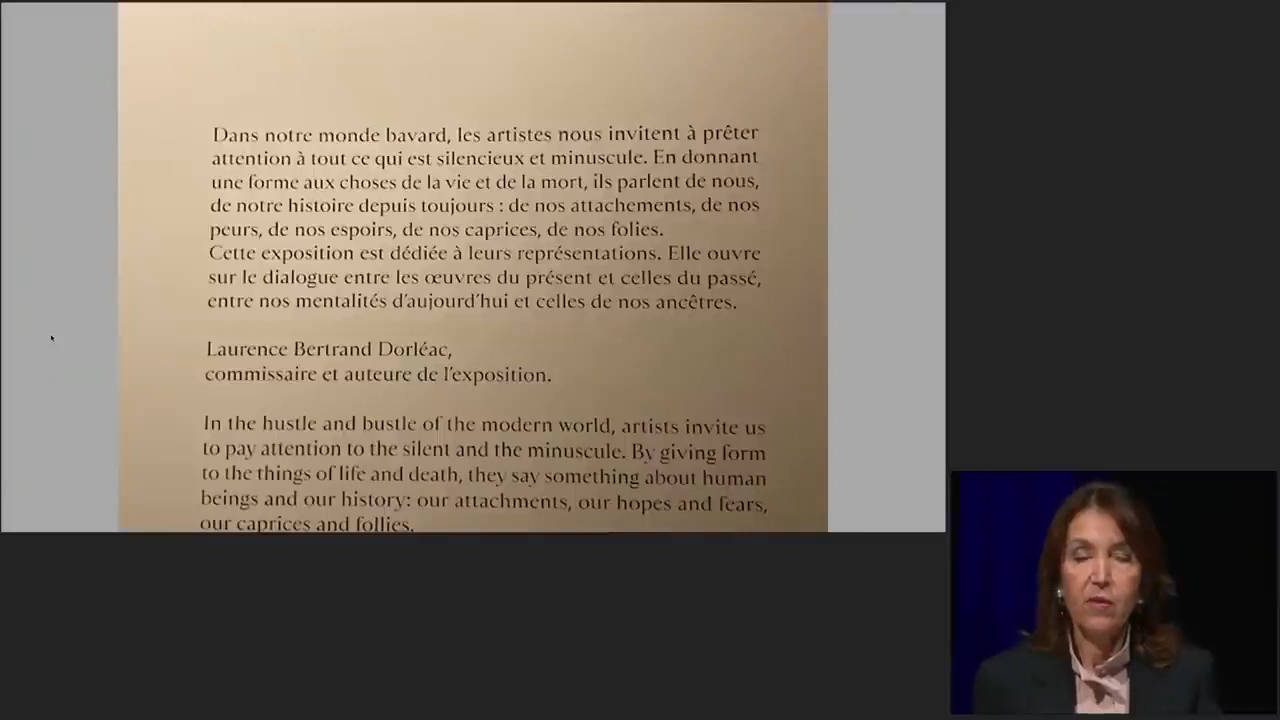 Dans notre monde bavard, les artistes nous invitent à prêter
attention à tout ce qui est silencieux et minuscule. En donnant
une forme aux choses de la vie et de la mort, ils parlent de nous,
de notre histoire depuis toujours : de nos attachements, de nos
peurs, de nos espoirs, de nos caprices, de nos folies.
Cette exposition est dédiée à leurs représentations. Elle ouvre
sur le dialogue entre les œuvres du présent et celles du passé,
entre nos mentalités d'aujourd'hui et celles de nos ancêtres.
Laurence Bertrand Dorléac,
commissaire et auteure de l'exposition.
In the hustle and bustle of the modern world, artists invite us
to pay attention to the silent and the minuscule. By giving form
to the things of life and death, they say something about human
beings and our history: our attachments, our hopes and fears,
our caprices and follies.